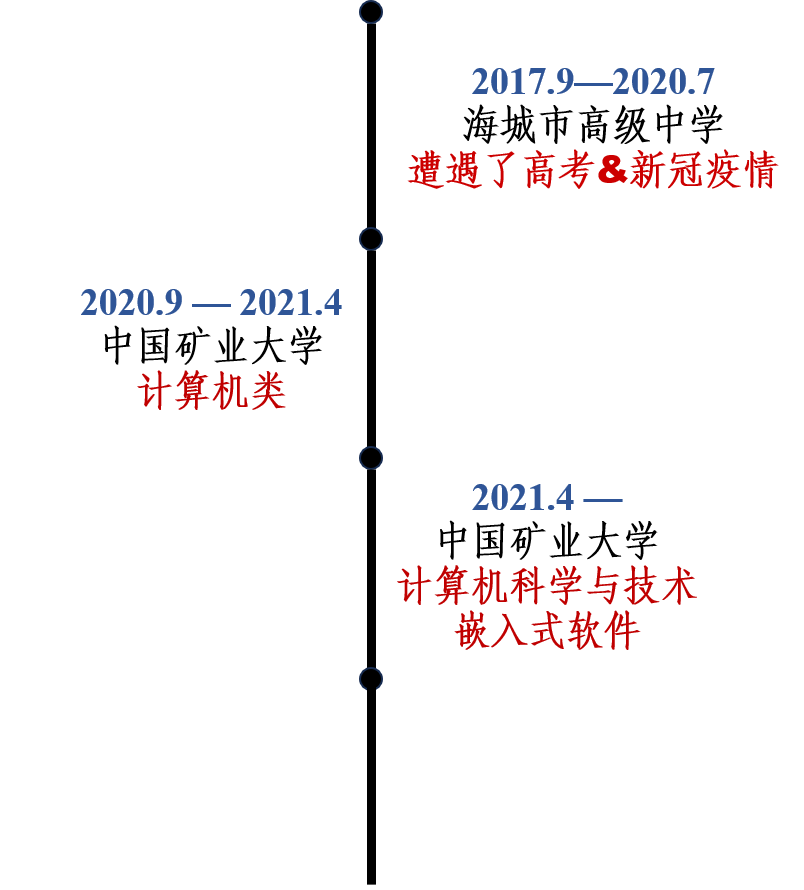 2017.9—2020.7
海城市高级中学
遭遇了高考&新冠疫情
2020.9 — 2021.4
中国矿业大学
计算机类
2021.4 —
中国矿业大学
计算机科学与技术
嵌入式软件